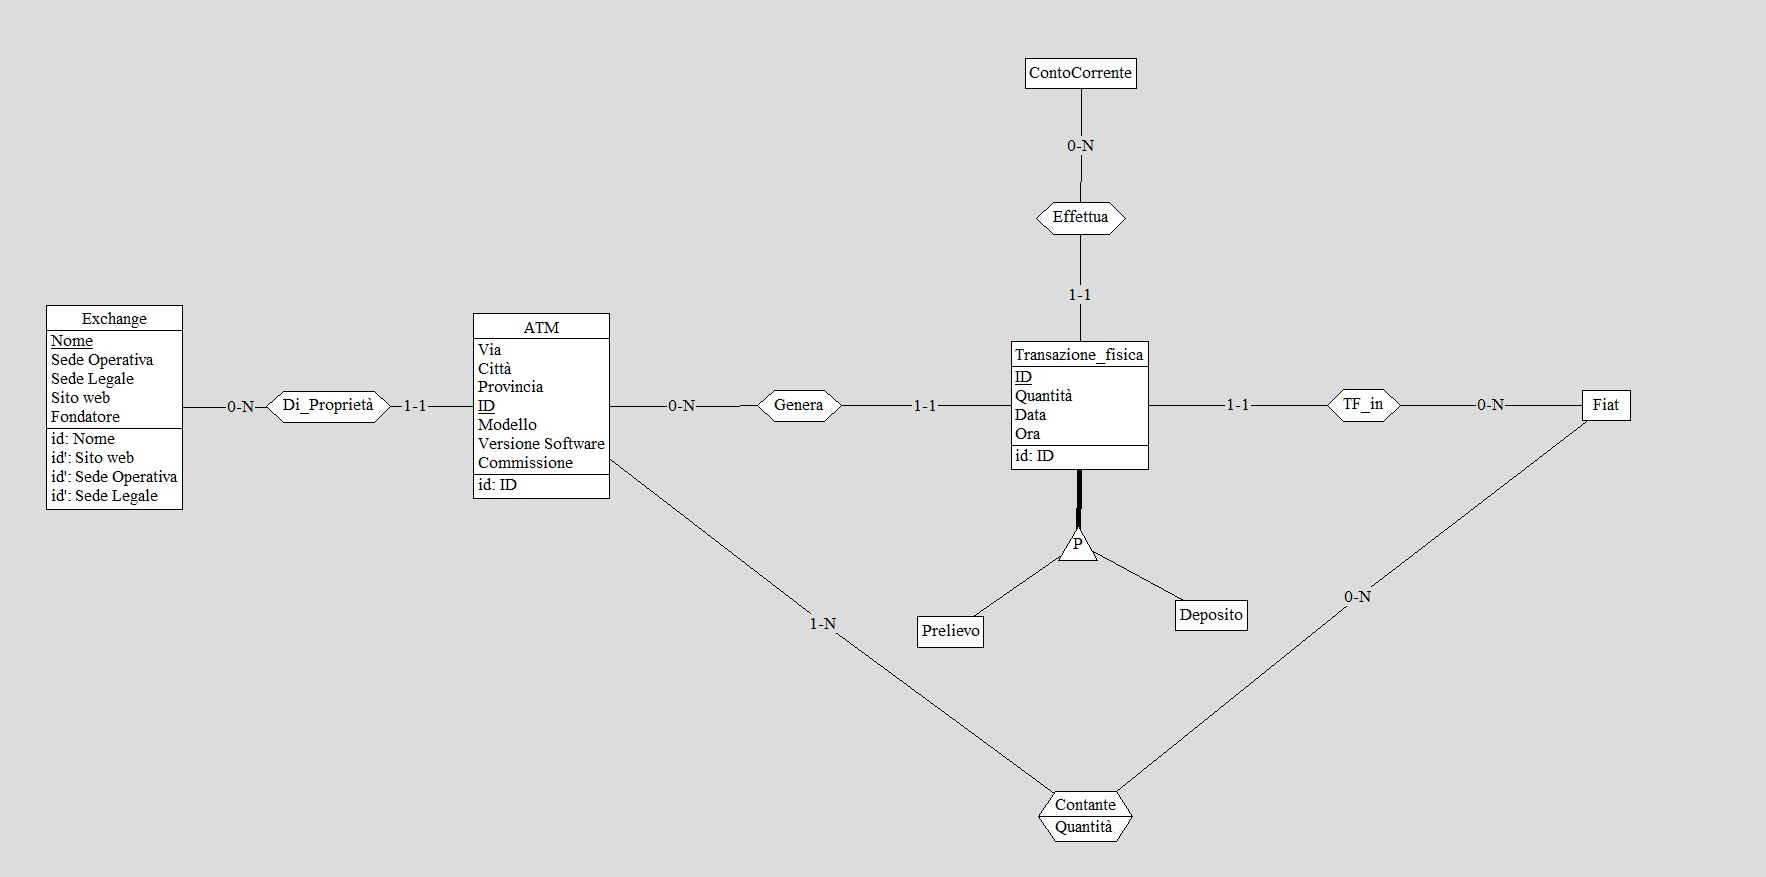 ContoCorrente
0-N
Effettua
1-1
Exchange
Nome
Sede Operativa
Sede Legale
Sito web
Fondatore
id: Nome
id': Sito web
id': Sede Operativa
id': Sede Legale
0-N
Di_Proprietà
1-1
ATM
Via
Città
Provincia
ID
Modello
Versione Software
Commissione
id: ID
0-N
Genera
1-1
Transazione_fisica
ID
Quantità
Data
Ora
id: ID
1-1
TF_in
0-N
Fiat
P
Prelievo
Deposito
1-N
0-N
Contante
Quantità